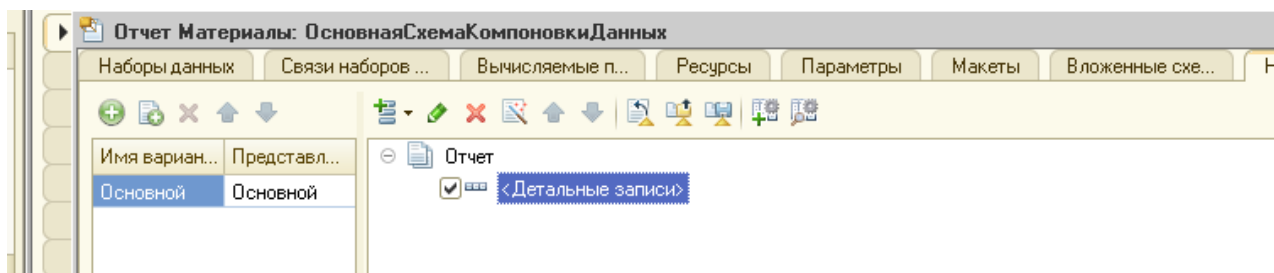 Отчет Материалы: ОсновнаяСхемаКомпоновкиДанных
Наборы данных Связи наборов ... Вычисляемые п... Ресурсы Параметры Макеты Вложенные схе... Н
Имя вариан... Представл...
Отчет
Основной Основной
<Детальные записи>